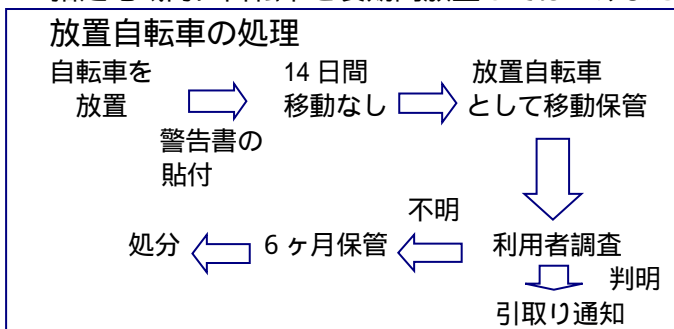 放置自転車の処理
自転車を
放置
警告書の
貼付
14日間
移動なし
放置自転車
として移動保管
利用者調査
判明
引取り通知
不明
6ヶ月保管
処分